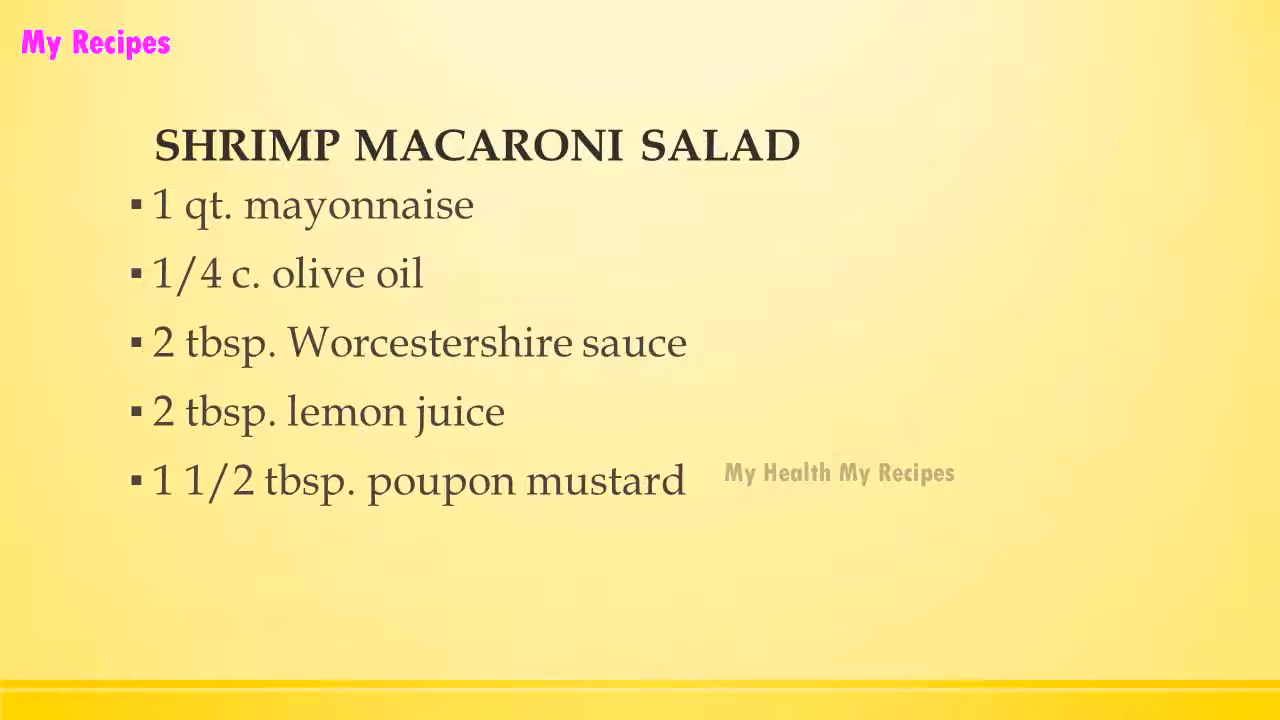 My Recipes
SHRIMP MACARONI SALAD
▪ 1 qt. mayonnaise
▪ 1/4 c. olive oil
▪ 2 tbsp. Worcestershire sauce
▪ 2 tbsp. lemon juice
▪ 1 1/2 tbsp. poupon mustard
My Health My Recipes